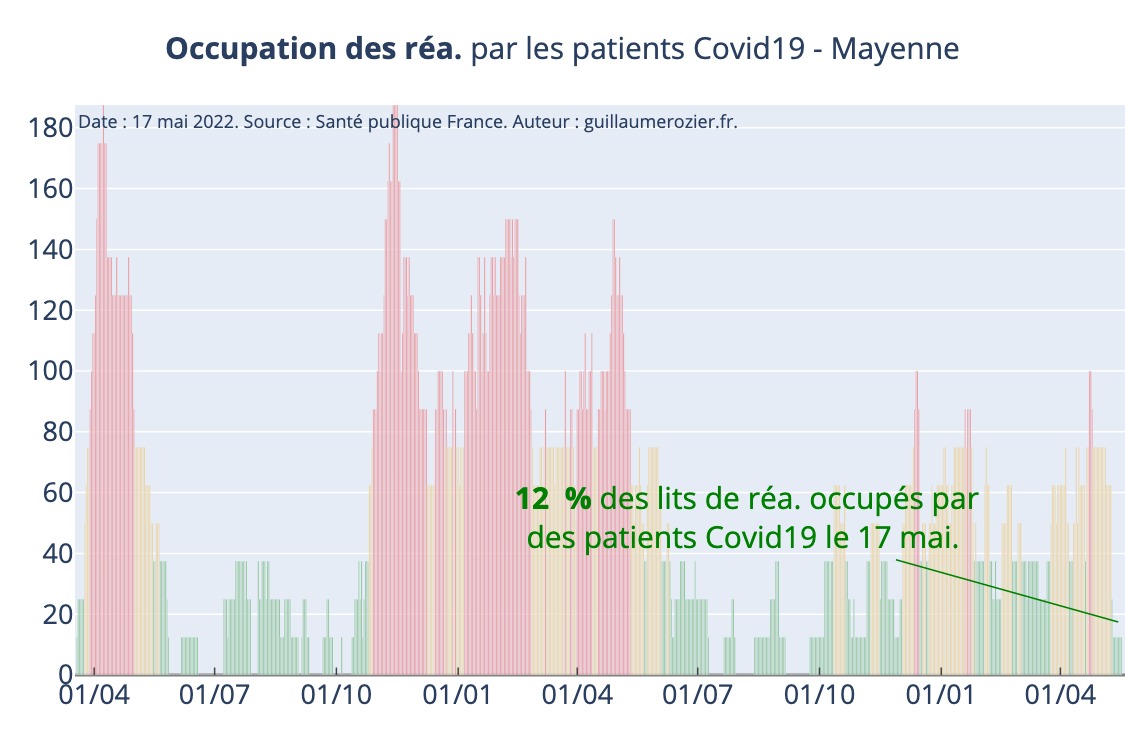 Occupation des réa. par les patients Covid19 - Mayenne
180
Date : 17 mai 2022. Source : Santé publique France. Auteur : guillaumerozier.fr.
160
140
120
100
80
60
12 % des lits de réa. occupés par
des patients Covid19 le 17 mai.
40
20
0
01/04 01/07 01/10 01/01 01/04 01/07 01/10 01/01 01/04